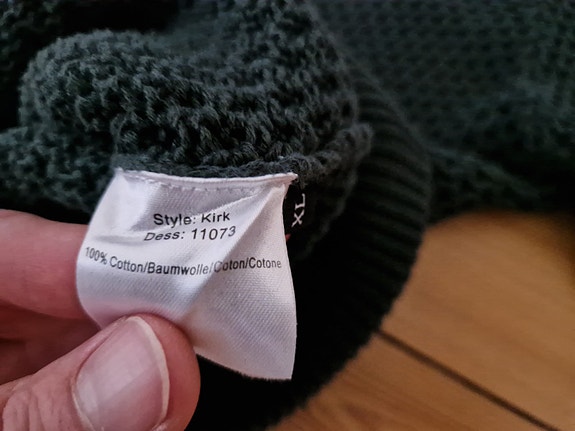 Style: Kirk
Dess: 11073
100% Cotton/Baumwolle/Coton/Cotone
XL